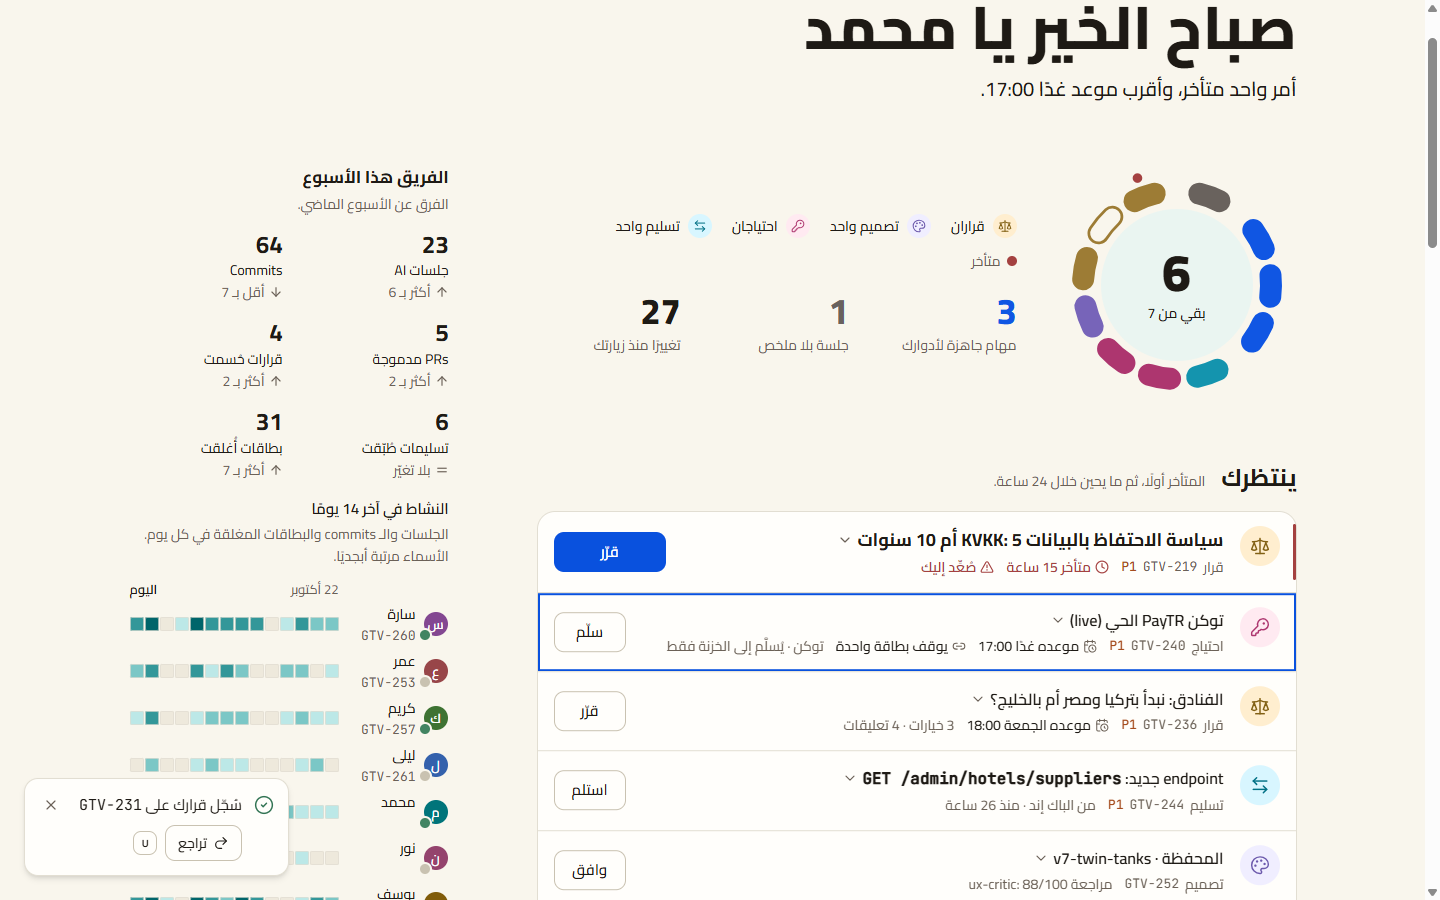 صباح الخير يا محمد
أمر واحد متأخر، وأقرب موعد غدًا 17:00.
6
بقي من 7
قراران
تصميم واحد
احتياجان
تسليم واحد
متأخر
3
مهام جاهزة لأدوارك
1
جلسة بلا ملخص
27
تغييرًا منذ زيارتك
ينتظرك
المتأخر أولًا، ثم ما يحين خلال 24 ساعة.
سياسة الاحتفاظ بالبيانات KVKK: 5 أم 10 سنوات
قرار GTV-219 P1 متأخر 15 ساعة صُعّد إليك
قرّر
توكن PayTR الحي (live)
احتياج GTV-240 P1 موعده غدًا 17:00 يوقف بطاقة واحدة توكن · يُسلَّم إلى الخزنة فقط
سلّم
الفنادق: نبدأ بتركيا ومصر أم بالخليج؟
قرار GTV-236 P1 موعده الجمعة 18:00 3 خيارات · 4 تعليقات
قرّر
endpoint جديد: GET /admin/hotels/suppliers
تسليم GTV-244 P1 من الباك إند · منذ 26 ساعة
استلم
المحفظة · v7-twin-tanks
تصميم GTV-252 مراجعة ux-critic: 88/100
وافق
الفريق هذا الأسبوع
الفرق عن الأسبوع الماضي.
23
جلسات AI
أكثر بـ 6
64
Commits
أقل بـ 7
5
PRs مدموجة
أكثر بـ 2
4
قرارات حُسمت
أكثر بـ 2
6
تسليمات طُبّقت
بلا تغيّر
31
بطاقات أُغلقت
أكثر بـ 7
النشاط في آخر 14 يومًا
الجلسات والـ commits والبطاقات المغلقة في كل يوم.
الأسماء مرتبة أبجديًا.
22 أكتوبر
اليوم
س
سارة
GTV-260
ع
عمر
GTV-253
ك
كريم
GTV-257
ل
ليلى
GTV-261
م
محمد
ن
نور
يوسف
سُجّل قرارك على GTV-231
تراجع
U